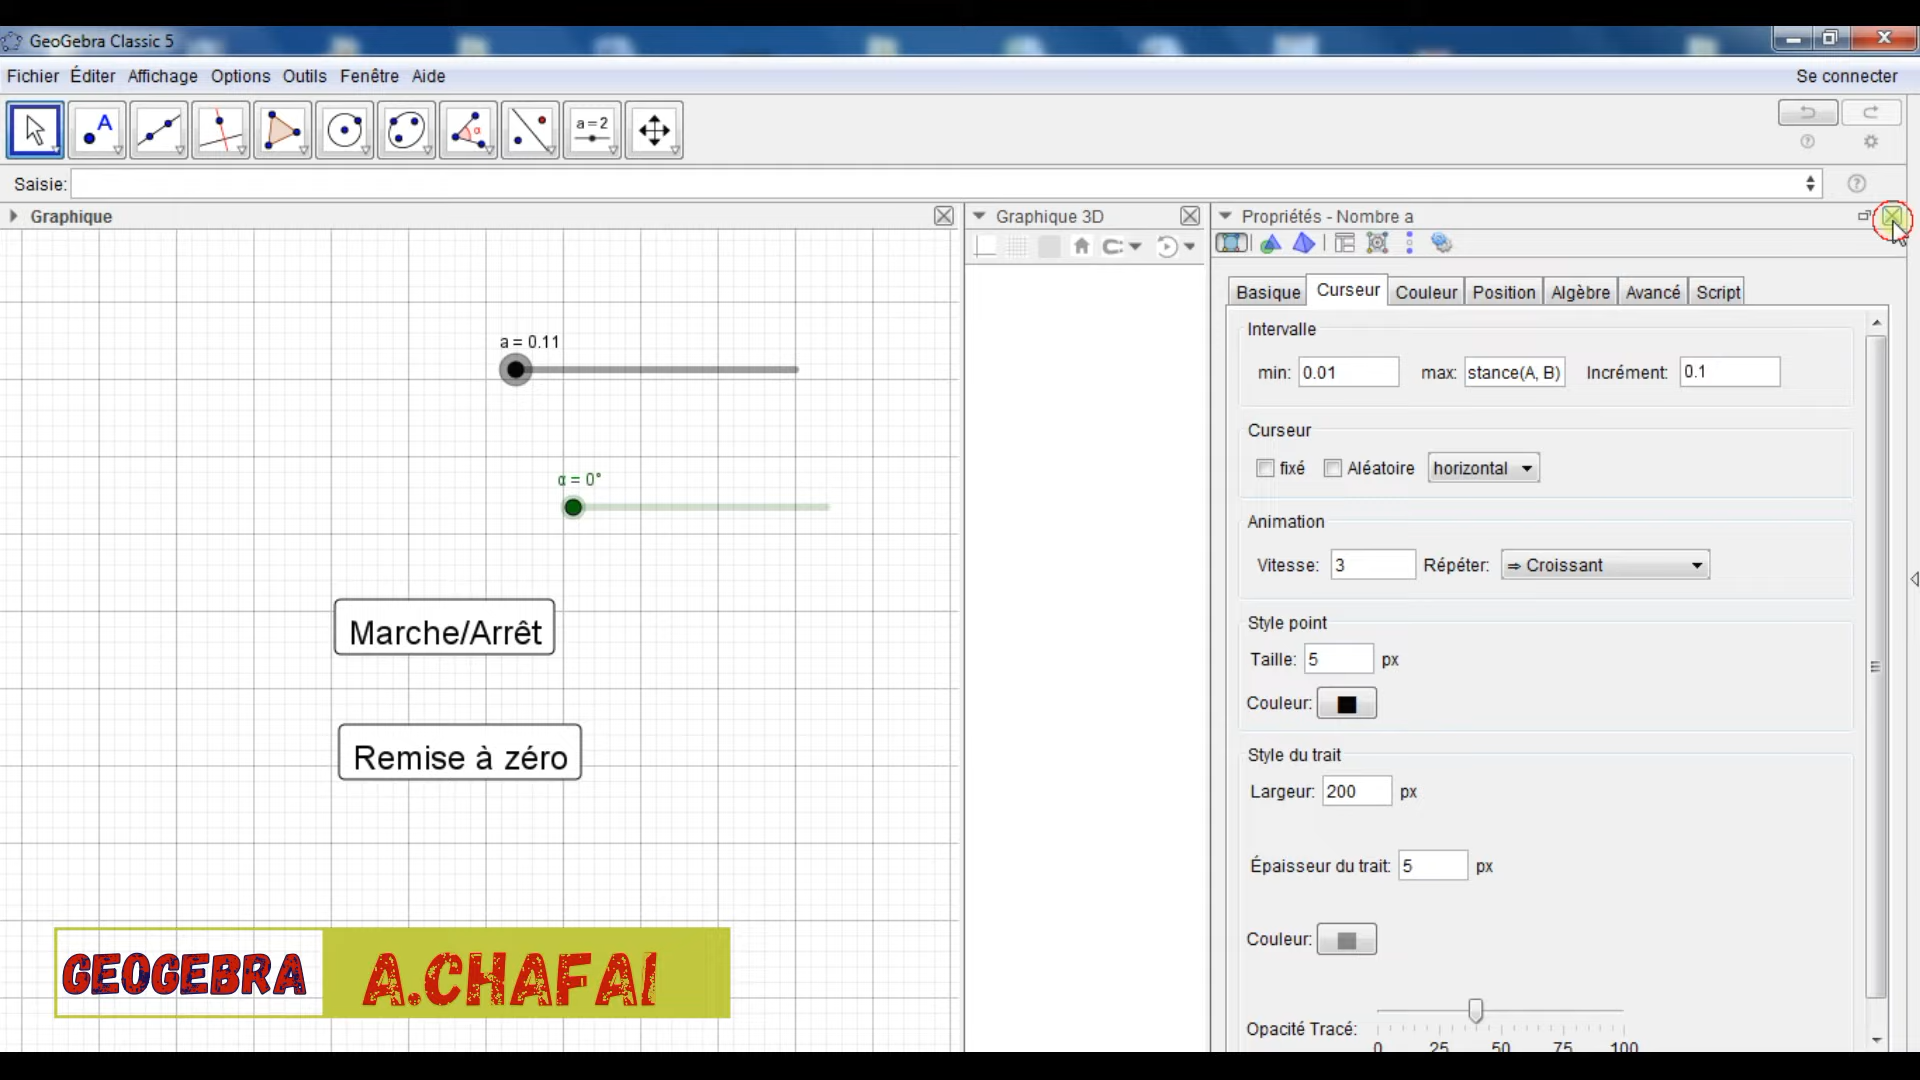 GeoGebra Classic 5
Fichier Éditer Affichage Options Outils Fenêtre Aide
Se connecter
A
α
a = 2
Saisie:
Graphique
Graphique 3D
Propriétés - Nombre a
Basique Curseur Couleur Position Algèbre Avancé Script
a = 0.11
α = 0°
Marche/Arrêt
Remise à zéro
Intervalle
min: 0.01 max: stance(A, B) Incrément: 0.1
Curseur
fixé Aléatoire horizontal
Animation
Vitesse: 3 Répéter: ⇒ Croissant
Style point
Taille: 5 px
Couleur:
Style du trait
Largeur: 200 px
Épaisseur du trait: 5 px
Couleur:
Opacité Tracé:
0 25 50 75 100
GEOGEBRA A.CHAFAI